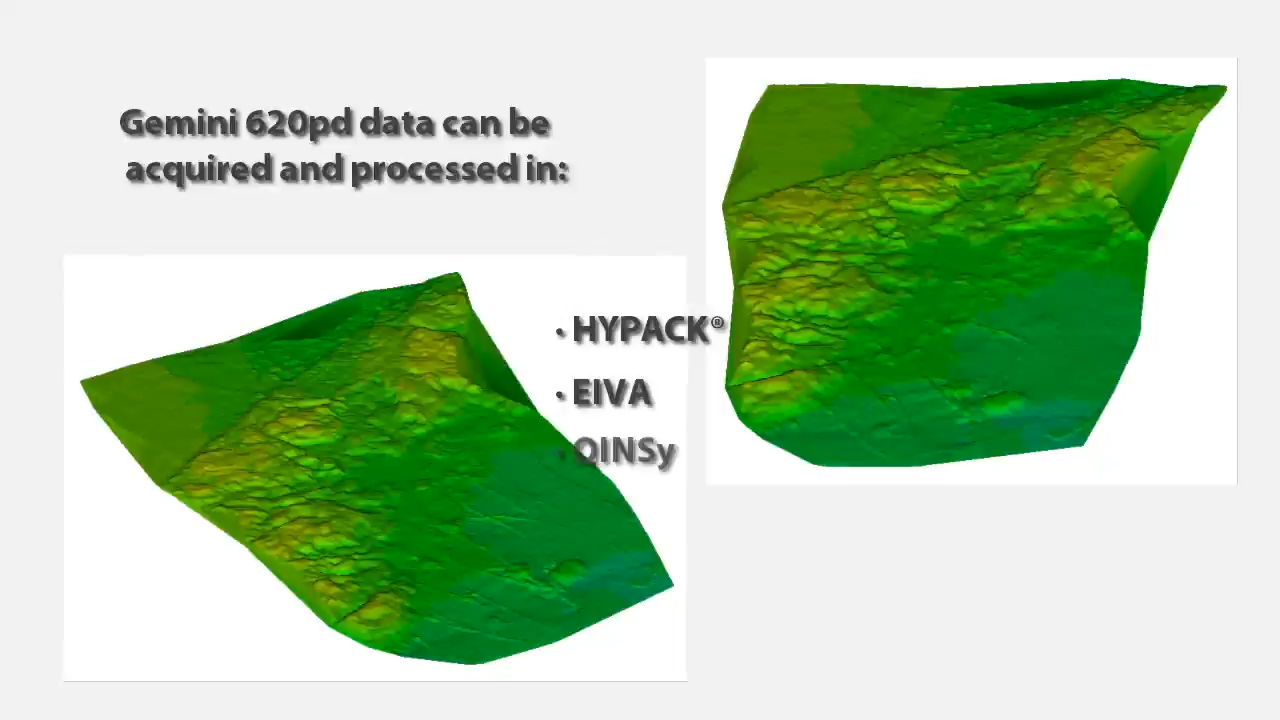 Gemini 620pd data can be
acquired and processed in:
· HYPACK®
· EIVA
· QINSy